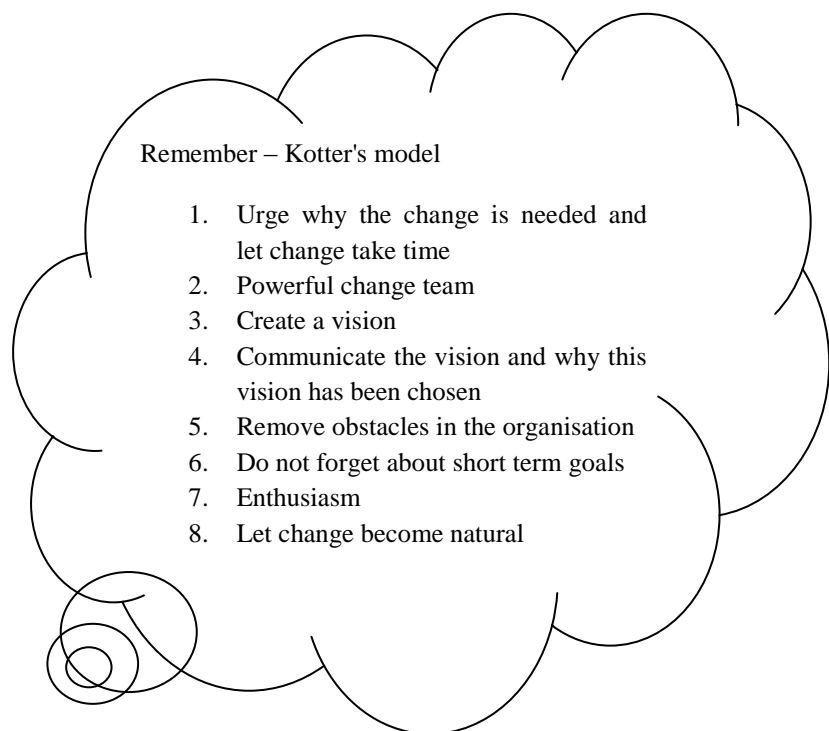 Remember – Kotter's model
1. Urge why the change is needed and
let change take time
2. Powerful change team
3. Create a vision
4. Communicate the vision and why this
vision has been chosen
5. Remove obstacles in the organisation
6. Do not forget about short term goals
7. Enthusiasm
8. Let change become natural